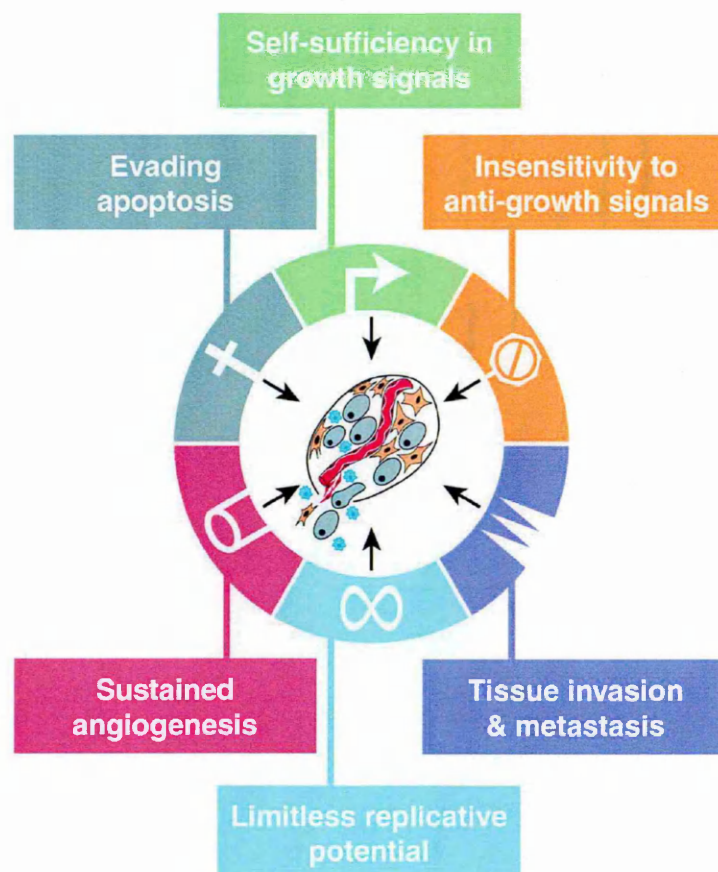 Self-sufficiency in
growth signals
Evading
apoptosis
Insensitivity to
anti-growth signals
Sustained
angiogenesis
Tissue invasion
& metastasis
Limitless replicative
potential